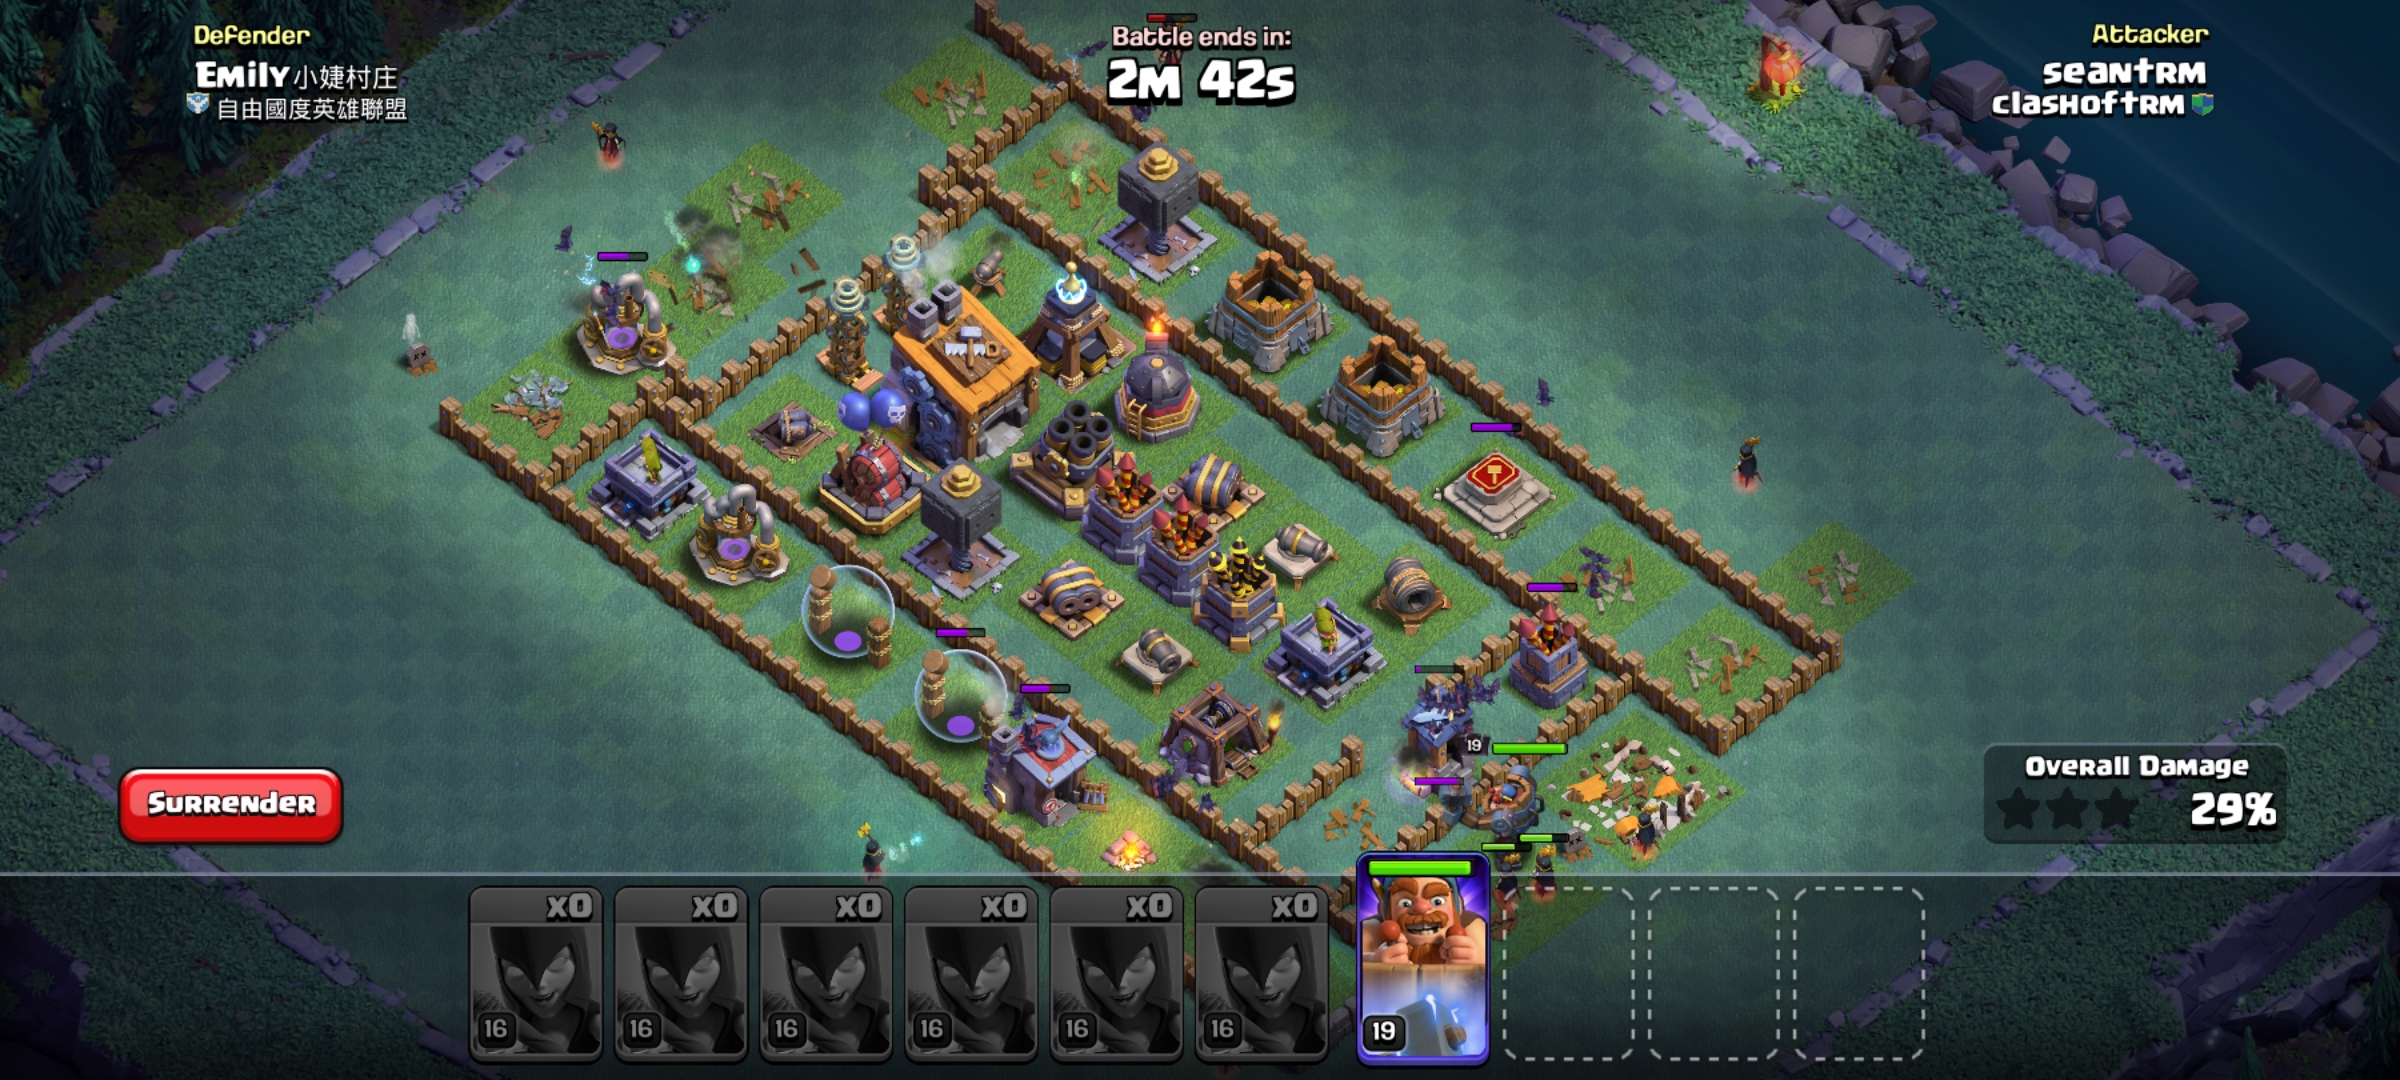 Defender
Emily小婕村庄
自由國度英雄聯盟
Battle ends in:
2M 42s
Attacker
seantrm
clashoftrm
19
Surrender
Overall Damage
29%
x0
x0
x0
x0
x0
x0
16
16
16
16
16
16
19